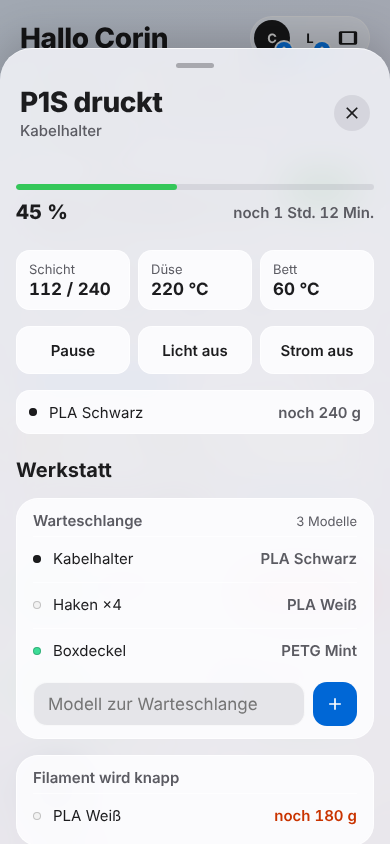 Hallo Corin
C
L
P1S druckt
Kabelhalter
45 %
noch 1 Std. 12 Min.
Schicht
112 / 240
Düse
220 °C
Bett
60 °C
Pause
Licht aus
Strom aus
PLA Schwarz
noch 240 g
Werkstatt
Warteschlange
3 Modelle
Kabelhalter
PLA Schwarz
Haken ×4
PLA Weiß
Boxdeckel
PETG Mint
Modell zur Warteschlange
+
Filament wird knapp
PLA Weiß
noch 180 g